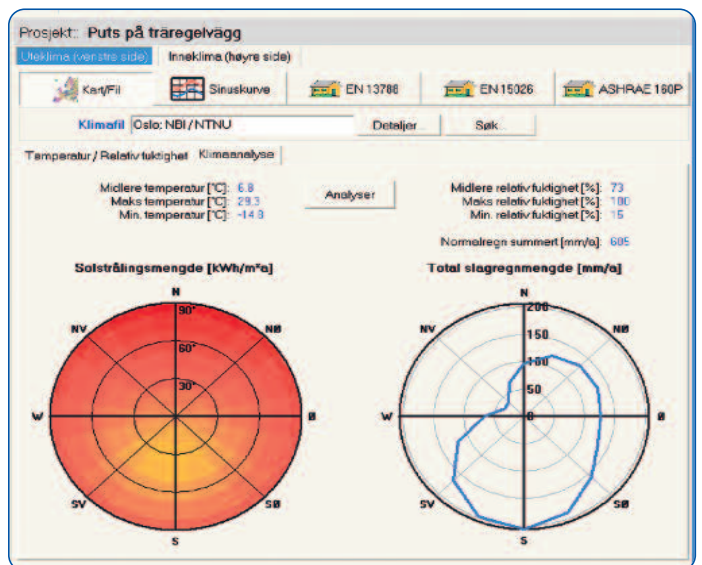 Prosjekt: Puts på träregelvägg
Uteklima (venstre side) Inneklima (høyre side)
Kart/Fil Sinuskurve EN 13788 EN 15026 ASHRAE 160P
Klimafil Oslo; NBI / NTNU Detaljer... Søk...
Temperatur / Relativ fuktighet Klimaanalyse
Midlere temperatur [°C]: 6.8
Maks temperatur [°C]: 29.3
Min. temperatur [°C]: -14.8
Analyser
Midlere relativ fuktighet [%]: 73
Maks relativ fuktighet [%]: 100
Min. relativ fuktighet [%]: 15
Normalregn summert [mm/a]: 685
Solstrålingsmengde [kWh/m²a]
N
90°
NV NØ
60°
30°
W Ø
SV SØ
S
Total slagregnmengde [mm/a]
N
200
NV NØ
150
100
50
0
W Ø
SV SØ
S